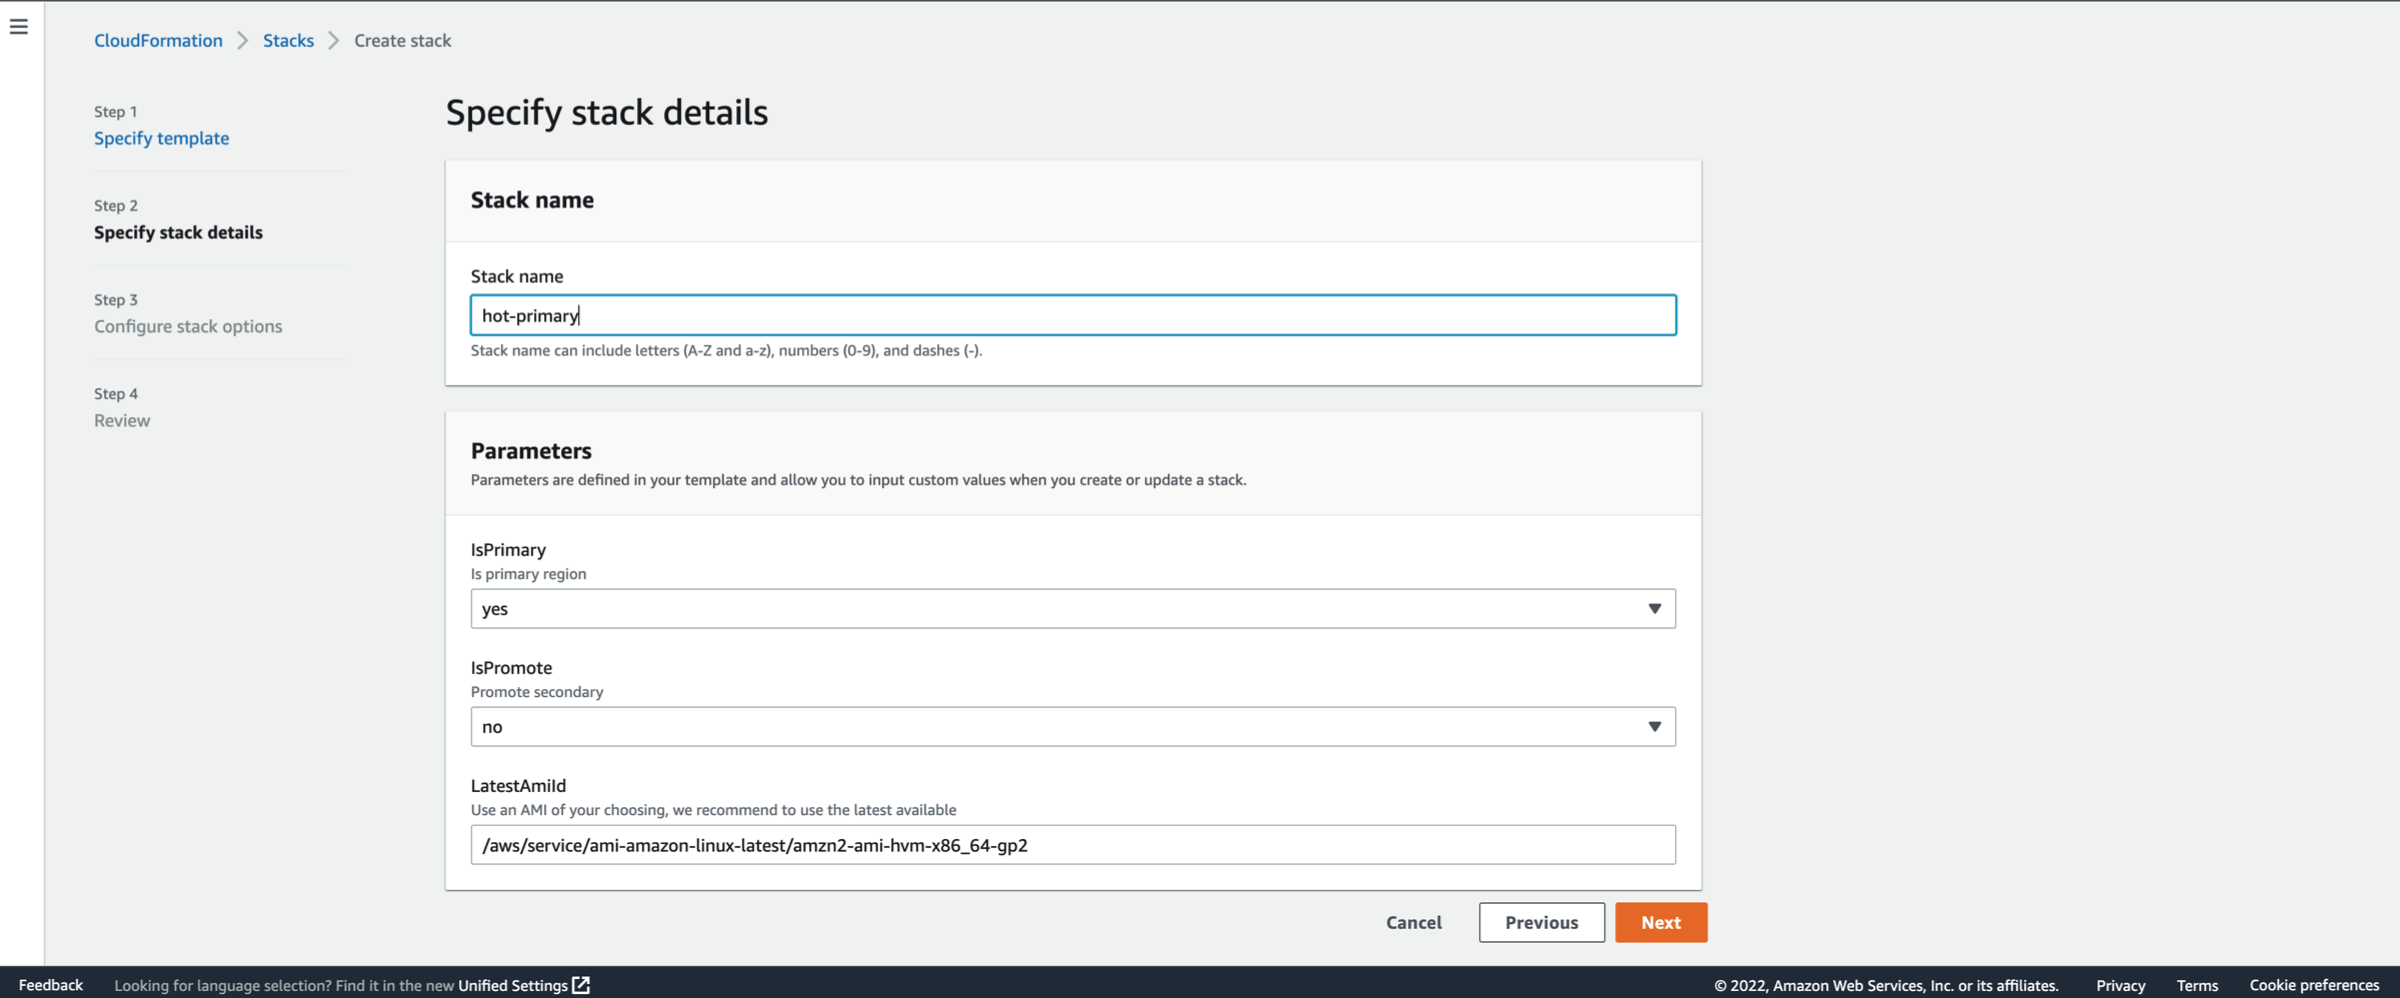 CloudFormation > Stacks > Create stack
Step 1
Specify template
Step 2
Specify stack details
Step 3
Configure stack options
Step 4
Review
Specify stack details
Stack name
Stack name
hot-primary
Stack name can include letters (A-Z and a-z), numbers (0-9), and dashes (-).
Parameters
Parameters are defined in your template and allow you to input custom values when you create or update a stack.
IsPrimary
Is primary region
yes
IsPromote
Promote secondary
no
LatestAmiId
Use an AMI of your choosing, we recommend to use the latest available
/aws/service/ami-amazon-linux-latest/amzn2-ami-hvm-x86_64-gp2
Cancel Previous Next
Feedback Looking for language selection? Find it in the new Unified Settings © 2022, Amazon Web Services, Inc. or its affiliates. Privacy Terms Cookie preferences